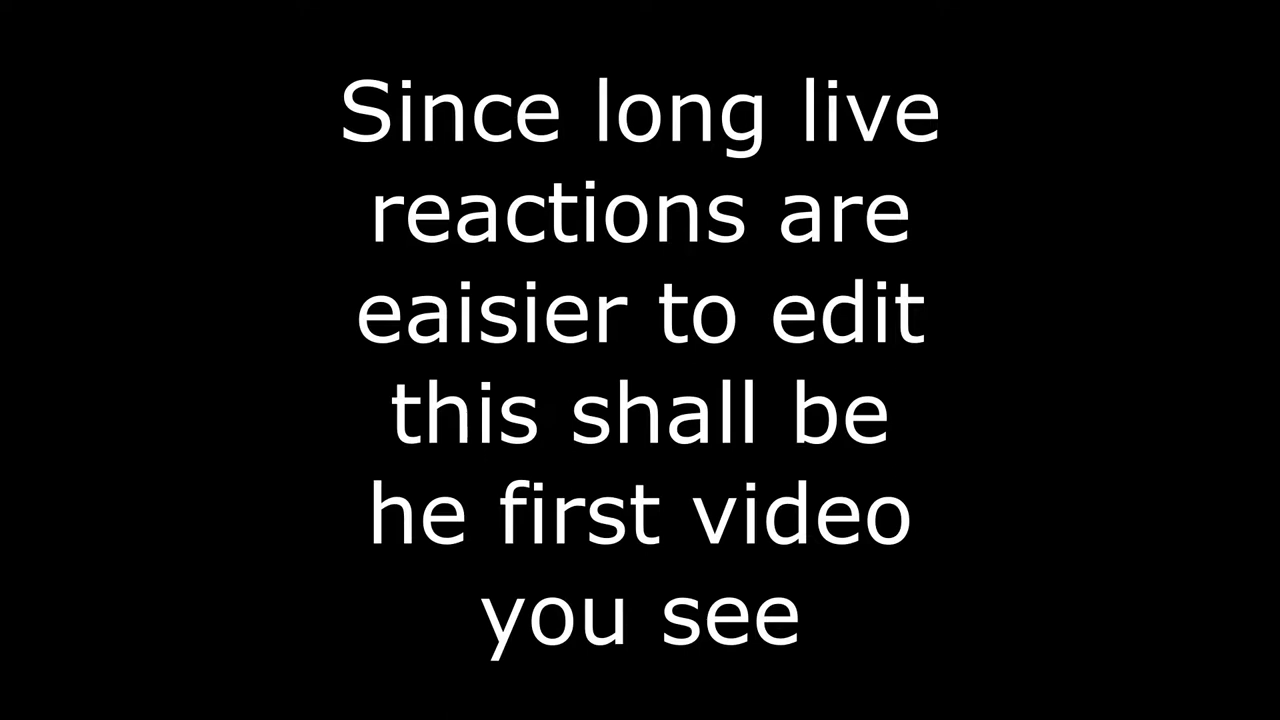 Since long live
reactions are
eaisier to edit
this shall be
he first video
you see